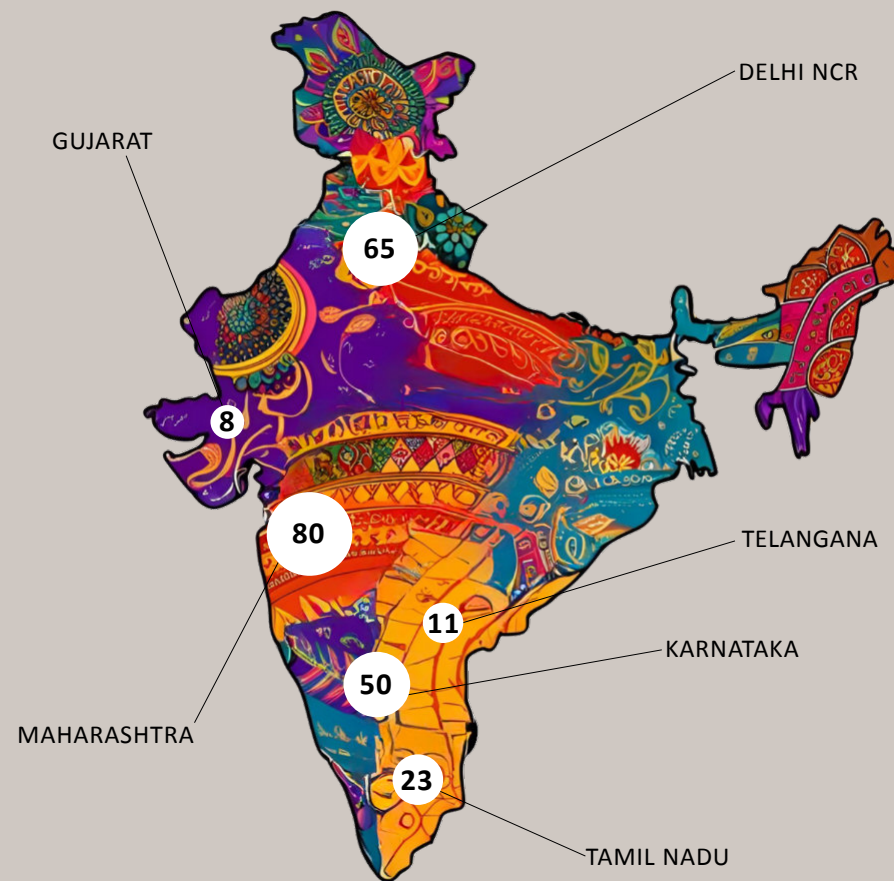 DELHI NCR
GUJARAT
65
8
80
TELANGANA
11
KARNATAKA
50
MAHARASHTRA
23
TAMIL NADU